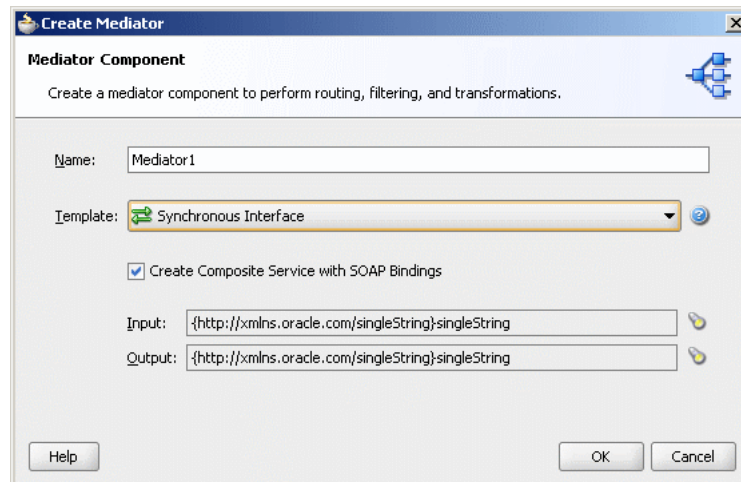 Create Mediator
Mediator Component
Create a mediator component to perform routing, filtering, and transformations.
Name: Mediator1
Template: Synchronous Interface
Create Composite Service with SOAP Bindings
Input: {http://xmlns.oracle.com/singleString}singleString
Output: {http://xmlns.oracle.com/singleString}singleString
Help OK Cancel